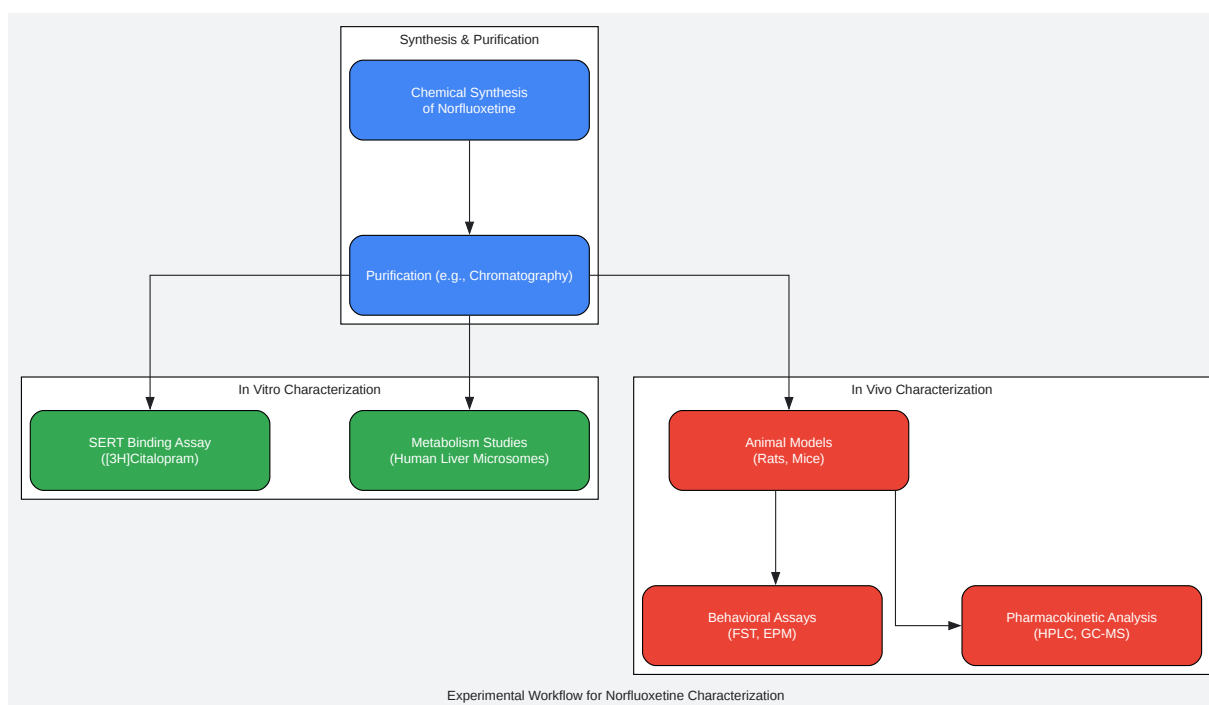 Synthesis & Purification
Chemical Synthesis
of Norfluoxetine
Purification (e.g., Chromatography)
In Vitro Characterization
SERT Binding Assay
([3H]Citalopram)
Metabolism Studies
(Human Liver Microsomes)
In Vivo Characterization
Animal Models
(Rats, Mice)
Behavioral Assays
(FST, EPM)
Pharmacokinetic Analysis
(HPLC, GC-MS)
Experimental Workflow for Norfluoxetine Characterization